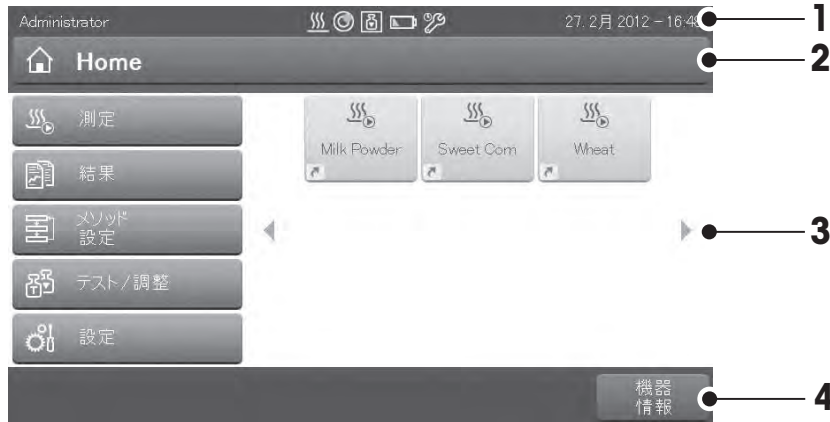 Administrator 27. 2月 2012 - 16:48 1
Home 2
測定
結果
メソッド
設定
テスト/調整
設定
Milk Powder Sweet Corn Wheat
3
機器
情報
4